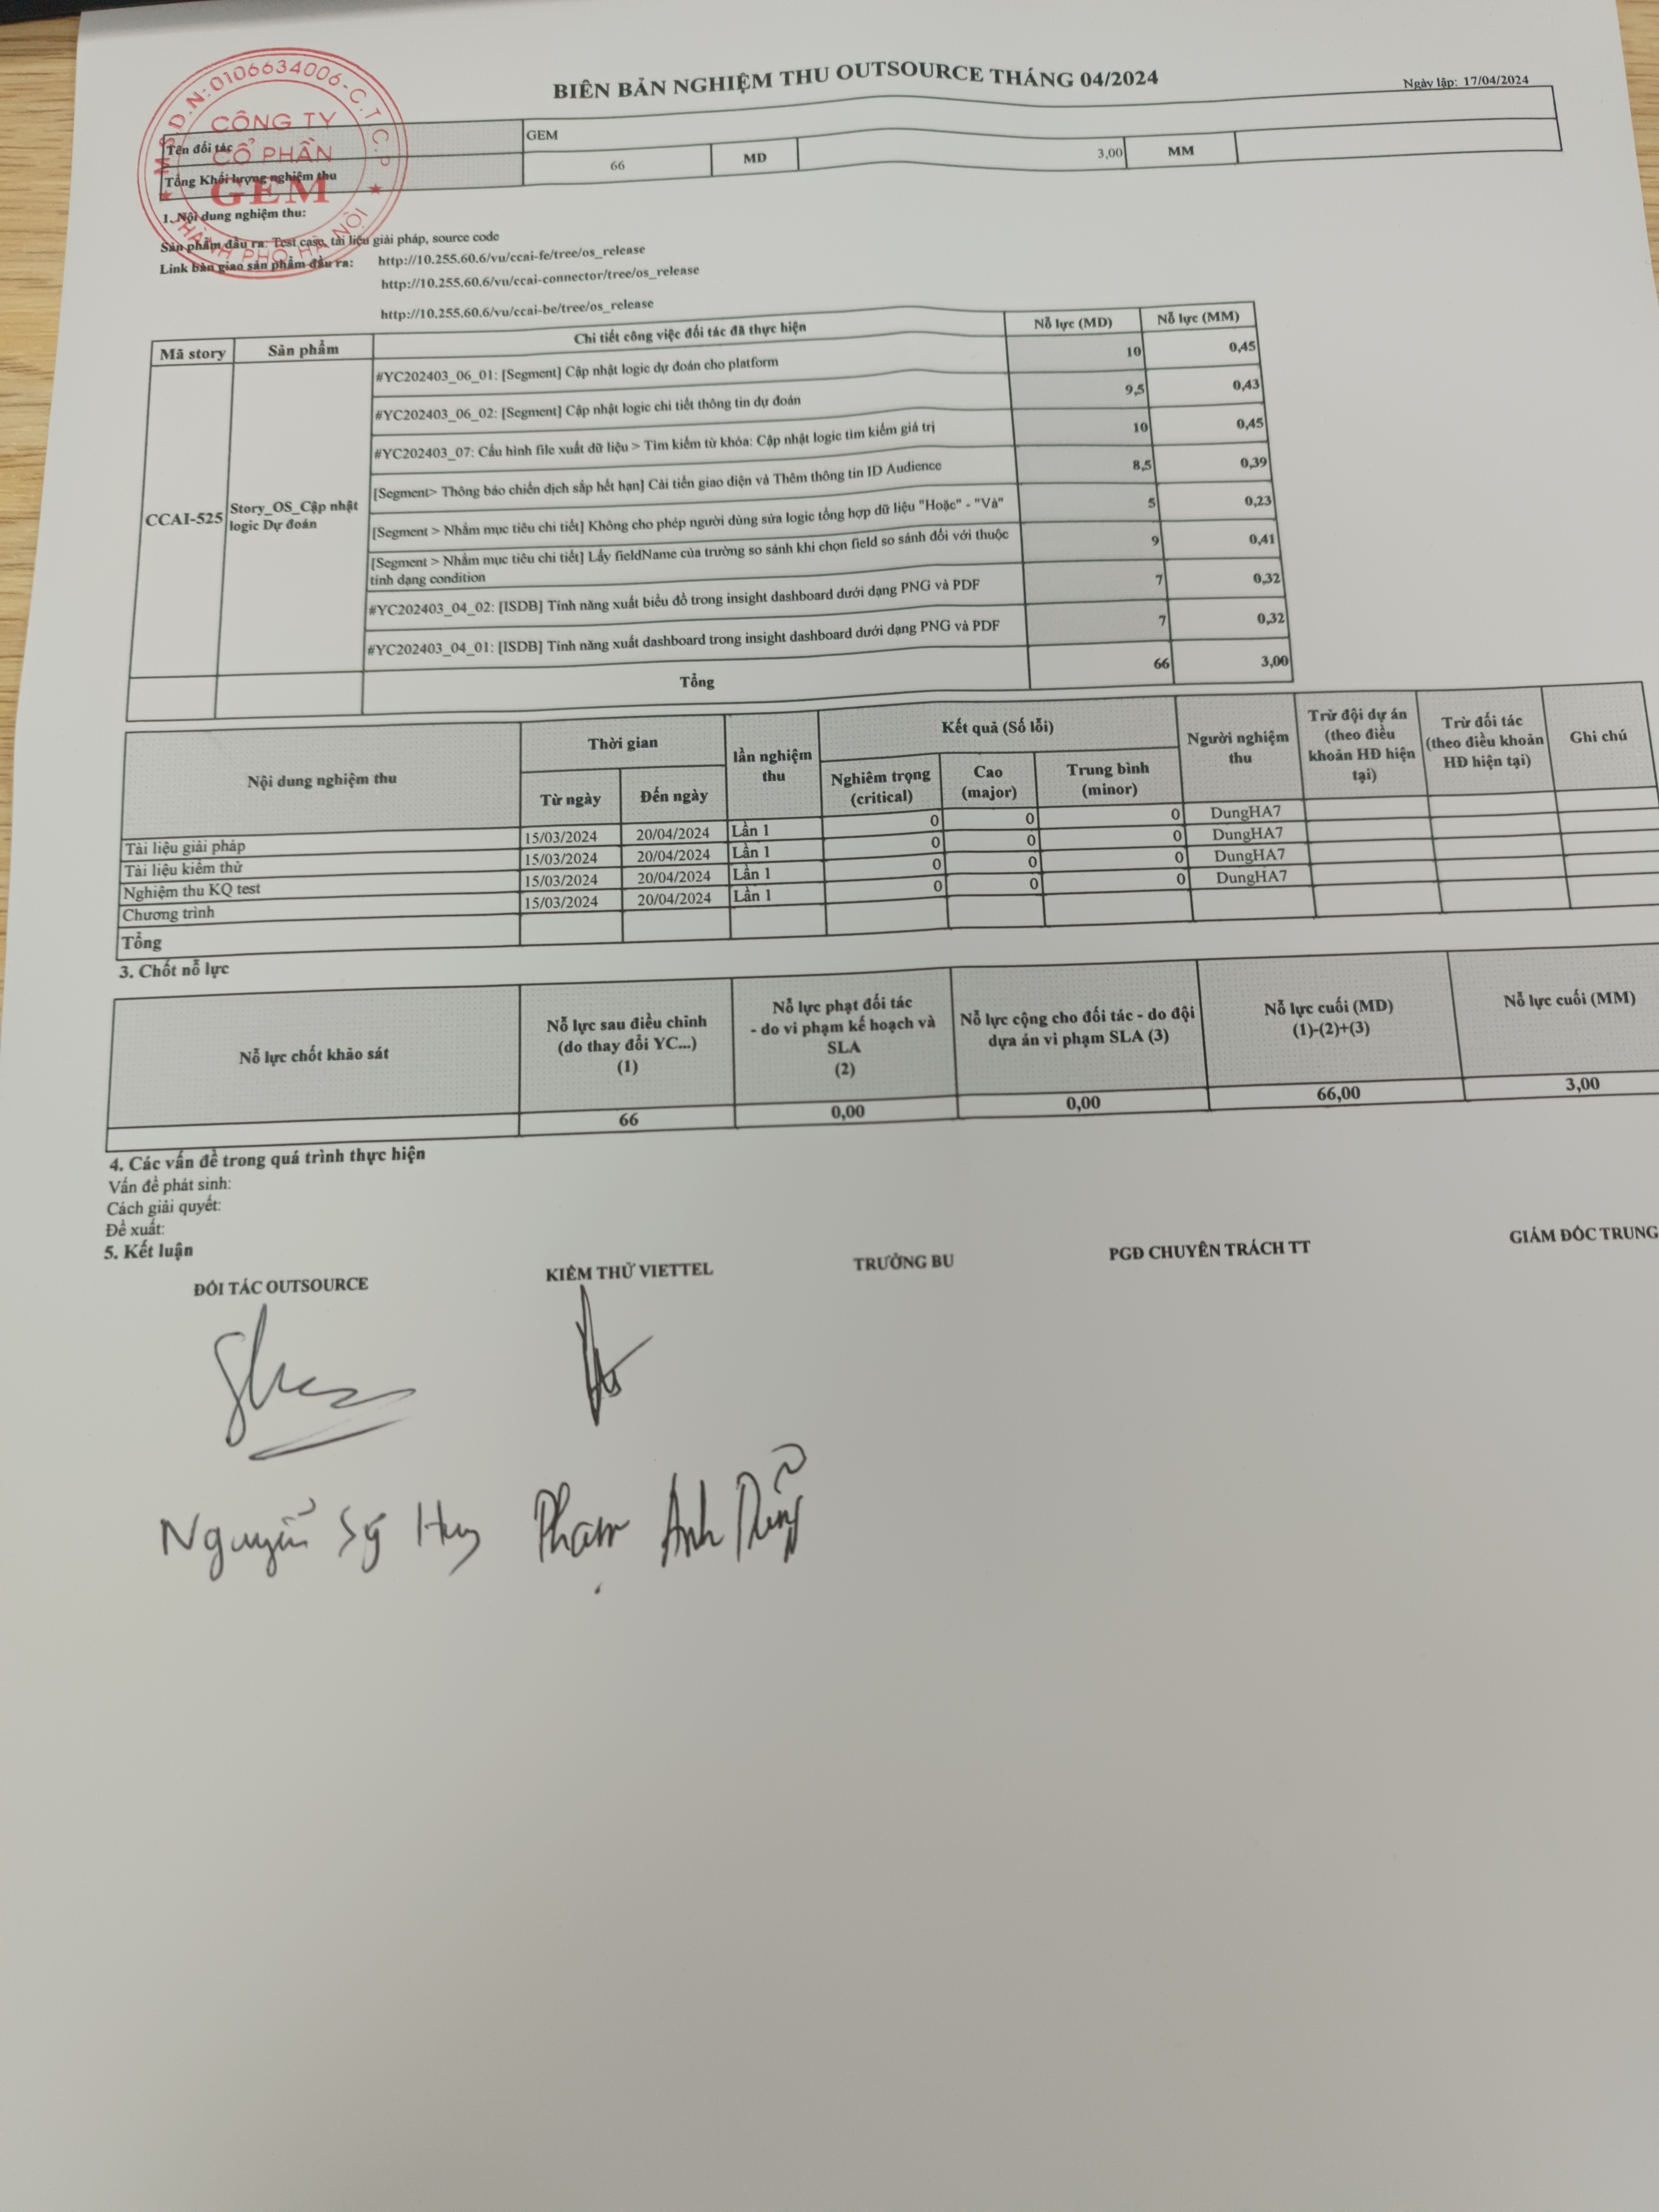 BIÊN BẢN NGHIỆM THU OUTSOURCE THÁNG 04/2024
Ngày lập: 17/04/2024
M.S.D.N:0106634006-C.T.C.P
CÔNG TY
CỔ PHẦN
GEM
THÀNH PHỐ HÀ NỘI
Tên đối tác GEM
Tổng Khối lượng nghiệm thu 66 MD 3,00 MM
1. Nội dung nghiệm thu:
Sản phẩm đầu ra: Test case, tài liệu giải pháp, source code
Link bàn giao sản phẩm đầu ra: http://10.255.60.6/vu/ccai-fe/tree/os_release
http://10.255.60.6/vu/ccai-connector/tree/os_release
http://10.255.60.6/vu/ccai-be/tree/os_release
Mã story Sản phẩm Chi tiết công việc đối tác đã thực hiện Nỗ lực (MD) Nỗ lực (MM)
CCAI-525 Story_OS_Cập nhật
logic Dự đoán
#YC202403_06_01: [Segment] Cập nhật logic dự đoán cho platform 10 0,45
#YC202403_06_02: [Segment] Cập nhật logic chi tiết thông tin dự đoán 9,5 0,43
#YC202403_07: Cấu hình file xuất dữ liệu > Tìm kiếm từ khóa: Cập nhật logic tìm kiếm giá trị 10 0,45
[Segment> Thông báo chiến dịch sắp hết hạn] Cải tiến giao diện và Thêm thông tin ID Audience 8,5 0,39
[Segment > Nhắm mục tiêu chi tiết] Không cho phép người dùng sửa logic tổng hợp dữ liệu "Hoặc" - "Và" 5 0,23
[Segment > Nhắm mục tiêu chi tiết] Lấy fieldName của trường so sánh khi chọn field so sánh đối với thuộc
tính dạng condition 9 0,41
#YC202403_04_02: [ISDB] Tính năng xuất biểu đồ trong insight dashboard dưới dạng PNG và PDF 7 0,32
#YC202403_04_01: [ISDB] Tính năng xuất dashboard trong insight dashboard dưới dạng PNG và PDF 7 0,32
Tổng 66 3,00
Nội dung nghiệm thu Thời gian lần nghiệm
thu Kết quả (Số lỗi) Người nghiệm
thu Trừ đội dự án
(theo điều
khoản HĐ hiện
tại) Trừ đối tác
(theo điều khoản
HĐ hiện tại) Ghi chú
Từ ngày Đến ngày Nghiêm trọng
(critical) Cao
(major) Trung bình
(minor)
Tài liệu giải pháp 15/03/2024 20/04/2024 Lần 1 0 0 0 DungHA7
Tài liệu kiểm thử 15/03/2024 20/04/2024 Lần 1 0 0 0 DungHA7
Nghiệm thu KQ test 15/03/2024 20/04/2024 Lần 1 0 0 0 DungHA7
Chương trình 15/03/2024 20/04/2024 Lần 1 0 0 0 DungHA7
Tổng
3. Chốt nỗ lực
Nỗ lực chốt khảo sát
Nỗ lực sau điều chỉnh
(do thay đổi YC...)
(1)
Nỗ lực phạt đối tác
- do vi phạm kế hoạch và
SLA
(2)
Nỗ lực cộng cho đối tác - do đội
dựa án vi phạm SLA (3)
Nỗ lực cuối (MD)
(1)-(2)+(3)
Nỗ lực cuối (MM)
66 0,00 0,00 66,00 3,00
4. Các vấn đề trong quá trình thực hiện
Vấn đề phát sinh:
Cách giải quyết:
Đề xuất:
5. Kết luận
ĐỐI TÁC OUTSOURCE KIỂM THỬ VIETTEL TRƯỞNG BU PGĐ CHUYÊN TRÁCH TT GIÁM ĐỐC TRUNG
Nguyễn Sỹ Huy Phạm Anh Dũng